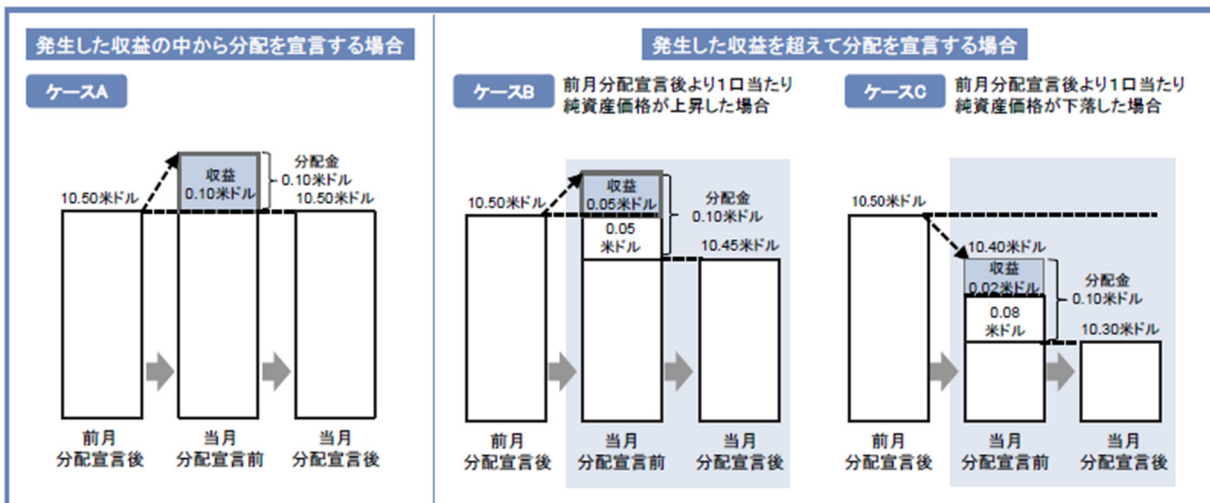 発生した収益の中から分配を宣言する場合
ケースA
分配金
0.10米ドル
収益
0.10米ドル
10.50米ドル
10.50米ドル
前月
分配宣言後
当月
分配宣言前
当月
分配宣言後
発生した収益を超えて分配を宣言する場合
ケースB
前月分配宣言後より1口当たり
純資産価格が上昇した場合
収益
0.05米ドル
10.50米ドル
分配金
0.10米ドル
0.05
米ドル
10.45米ドル
前月
分配宣言後
当月
分配宣言前
当月
分配宣言後
ケースC
前月分配宣言後より1口当たり
純資産価格が下落した場合
10.50米ドル
10.40米ドル
収益
0.02米ドル
分配金
0.10米ドル
0.08
米ドル
10.30米ドル
前月
分配宣言後
当月
分配宣言前
当月
分配宣言後